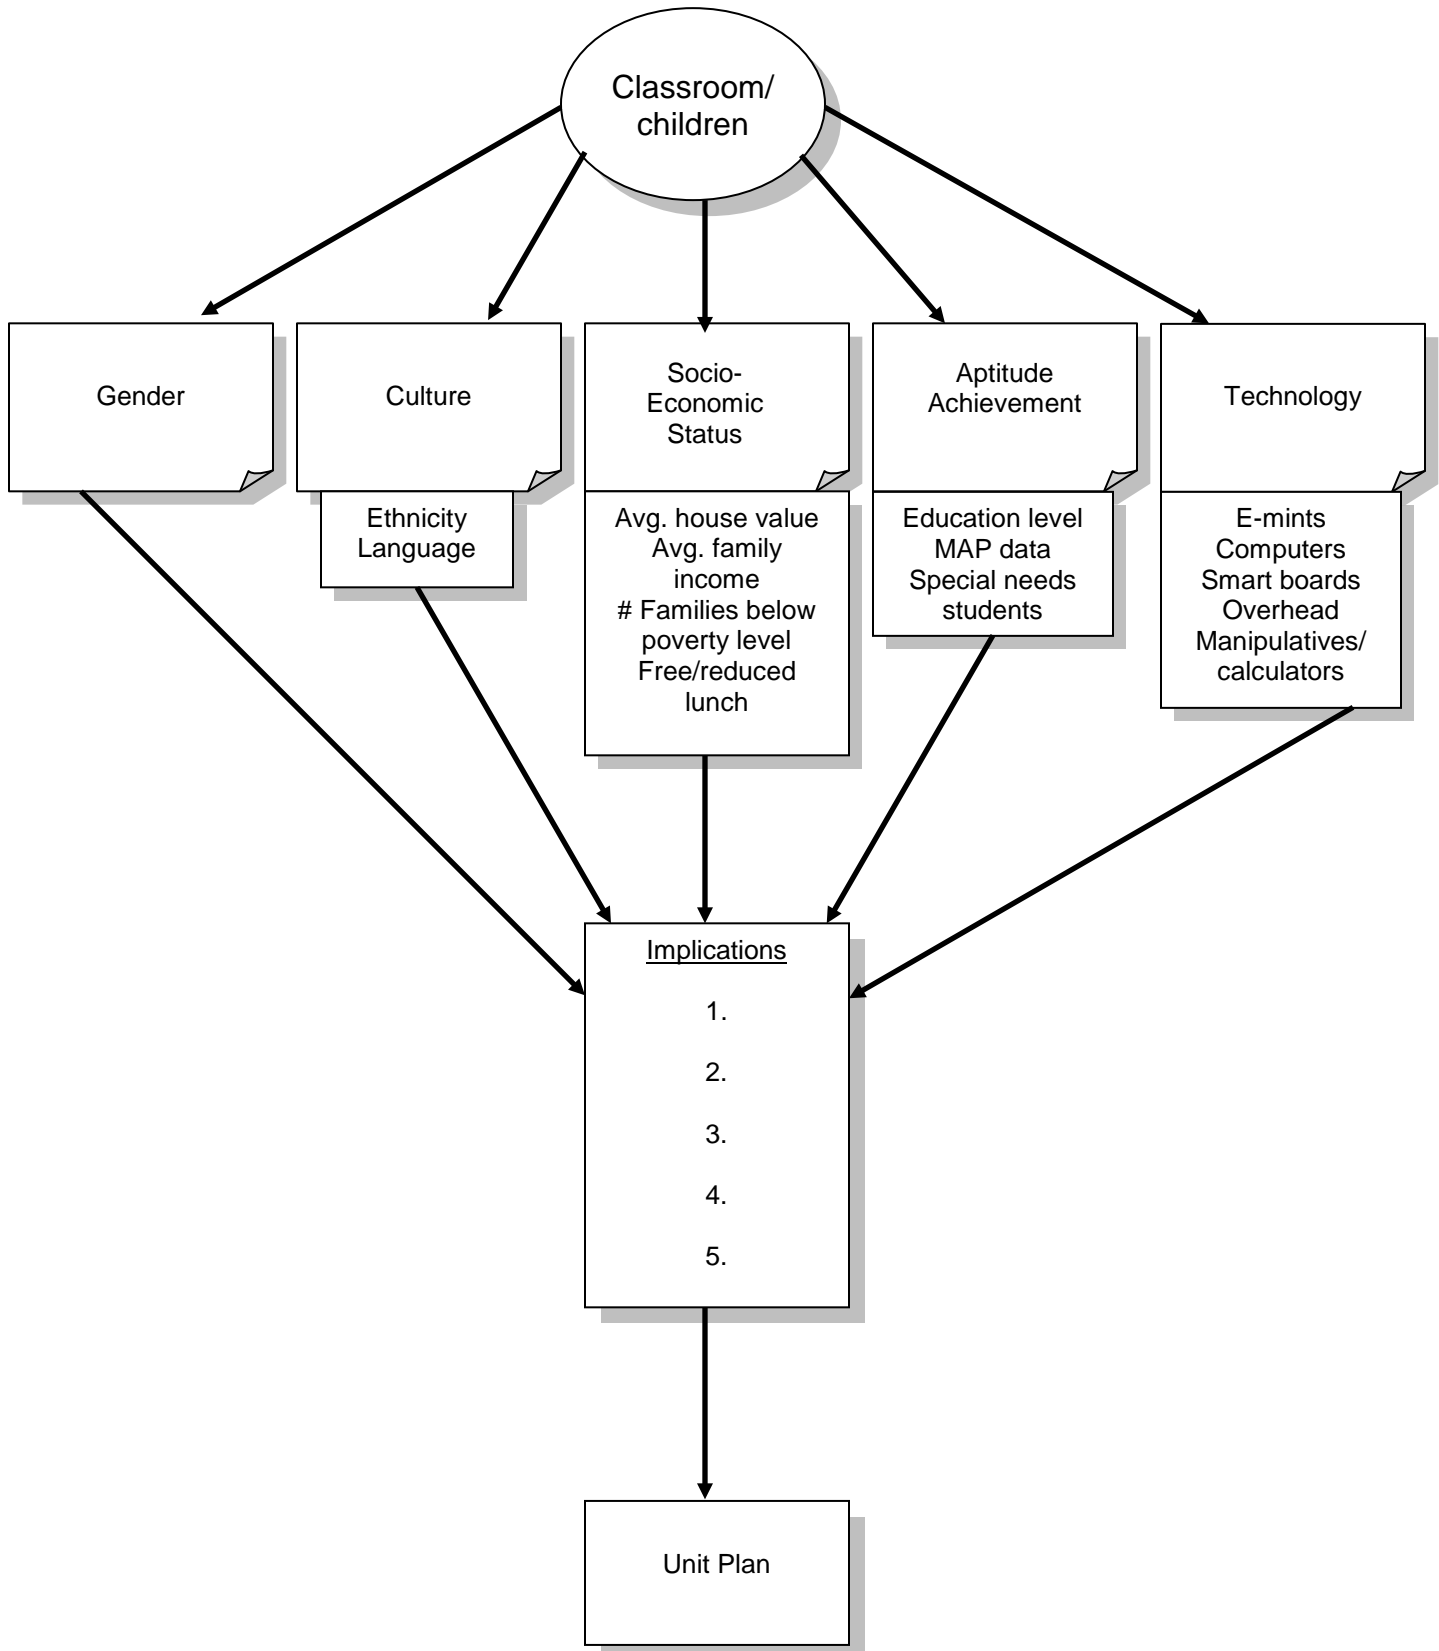 Classroom/
children
Gender
Culture
Socio-
Economic
Status
Aptitude
Achievement
Technology
Ethnicity
Language
Avg. house value
Avg. family
income
# Families below
poverty level
Free/reduced
lunch
Education level
MAP data
Special needs
students
E-mints
Computers
Smart boards
Overhead
Manipulatives/
calculators
Implications
1.
2.
3.
4.
5.
Unit Plan